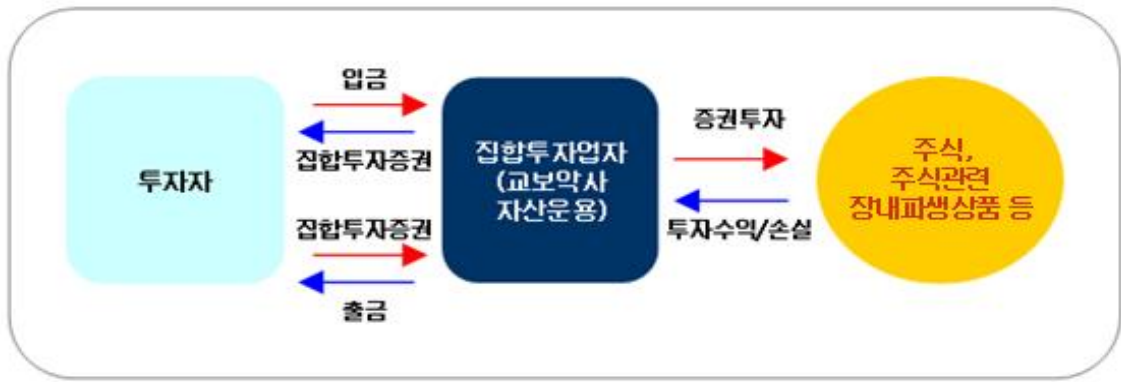 투자자
입금
집합투자증권
집합투자증권
출금
집합투자업자
(교보악사
자산운용)
증권투자
투자수익/손실
주식,
주식관련
장내파생상품 등